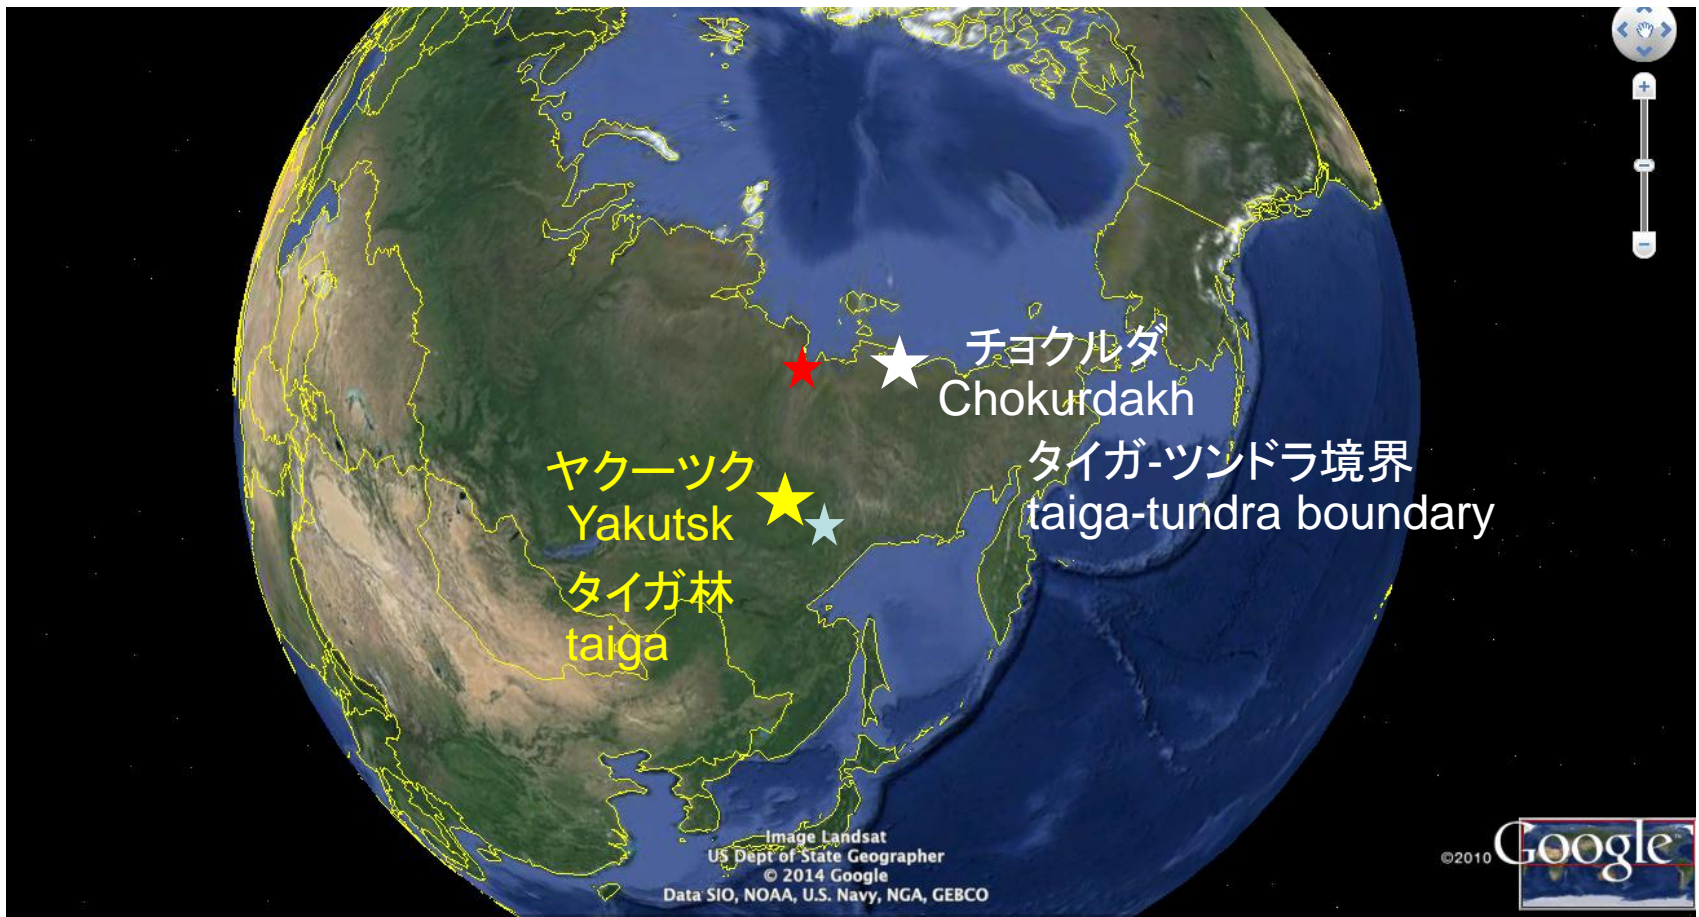 チョクルダ
Chokurdakh
タイガ-ツンドラ境界
taiga-tundra boundary
ヤクーツク
Yakutsk
タイガ林
taiga
Image Landsat
US Dept of State Geographer
© 2014 Google
Data SIO, NOAA, U.S. Navy, NGA, GEBCO
©2010 Google™